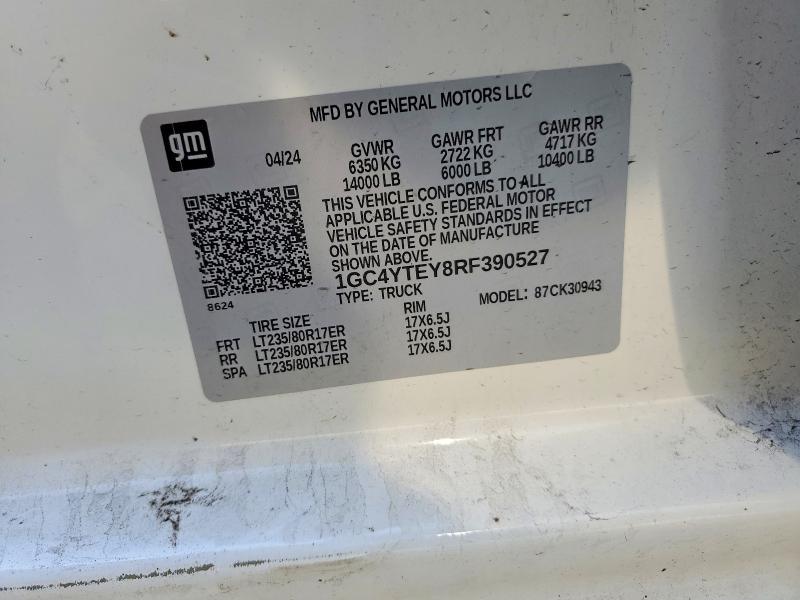 MFD BY GENERAL MOTORS LLC
gm
04/24
GVWR
6350 KG
14000 LB
GAWR FRT
2722 KG
6000 LB
GAWR RR
4717 KG
10400 LB
THIS VEHICLE CONFORMS TO ALL
APPLICABLE U.S. FEDERAL MOTOR
VEHICLE SAFETY STANDARDS IN EFFECT
ON THE DATE OF MANUFACTURE
SHOWN ABOVE.
1GC4YTEY8RF390527
TYPE: TRUCK MODEL: 87CK30943
8624
TIRE SIZE RIM
FRT LT235/80R17ER 17X6.5J
RR LT235/80R17ER 17X6.5J
SPA LT235/80R17ER 17X6.5J